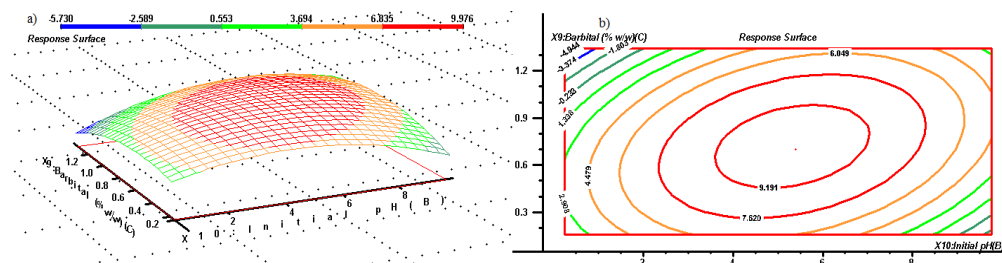 a)
-5.730 -2.589 0.553 3.694 6.835 9.976
Response Surface
X9:Barbital (% w/w)(C)
1.2
1.0
0.8
0.6
0.4
0.2
X10:Initial pH(B)
0 2 4 6 8
b)
X9:Barbital (% w/w)(C)
Response Surface
1.2
0.9
0.6
0.3
-4.944
-3.374
-1.803
-0.233
1.338
2.908
4.479
6.049
7.620
9.191
2 4 6 8
X10:Initial pH(B